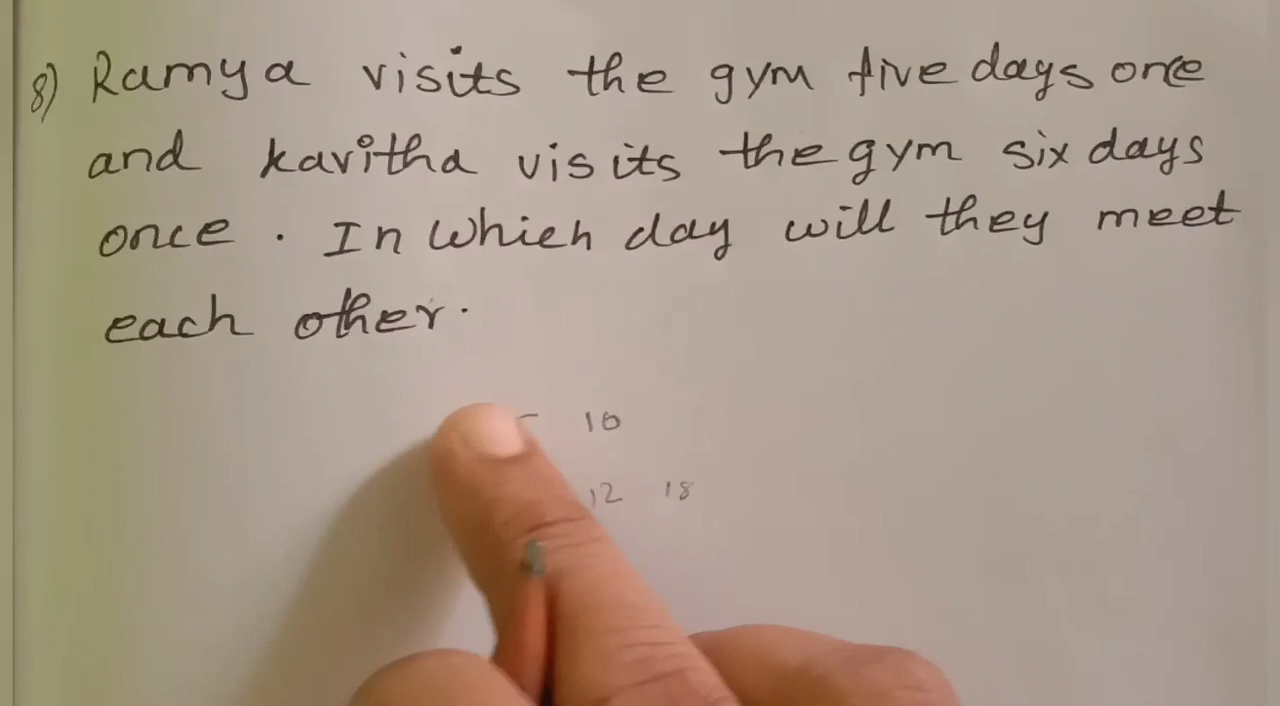 8) Ramya visits the gym five days once
and kavitha visits the gym six days
once. In which day will they meet
each other.
10
12 18